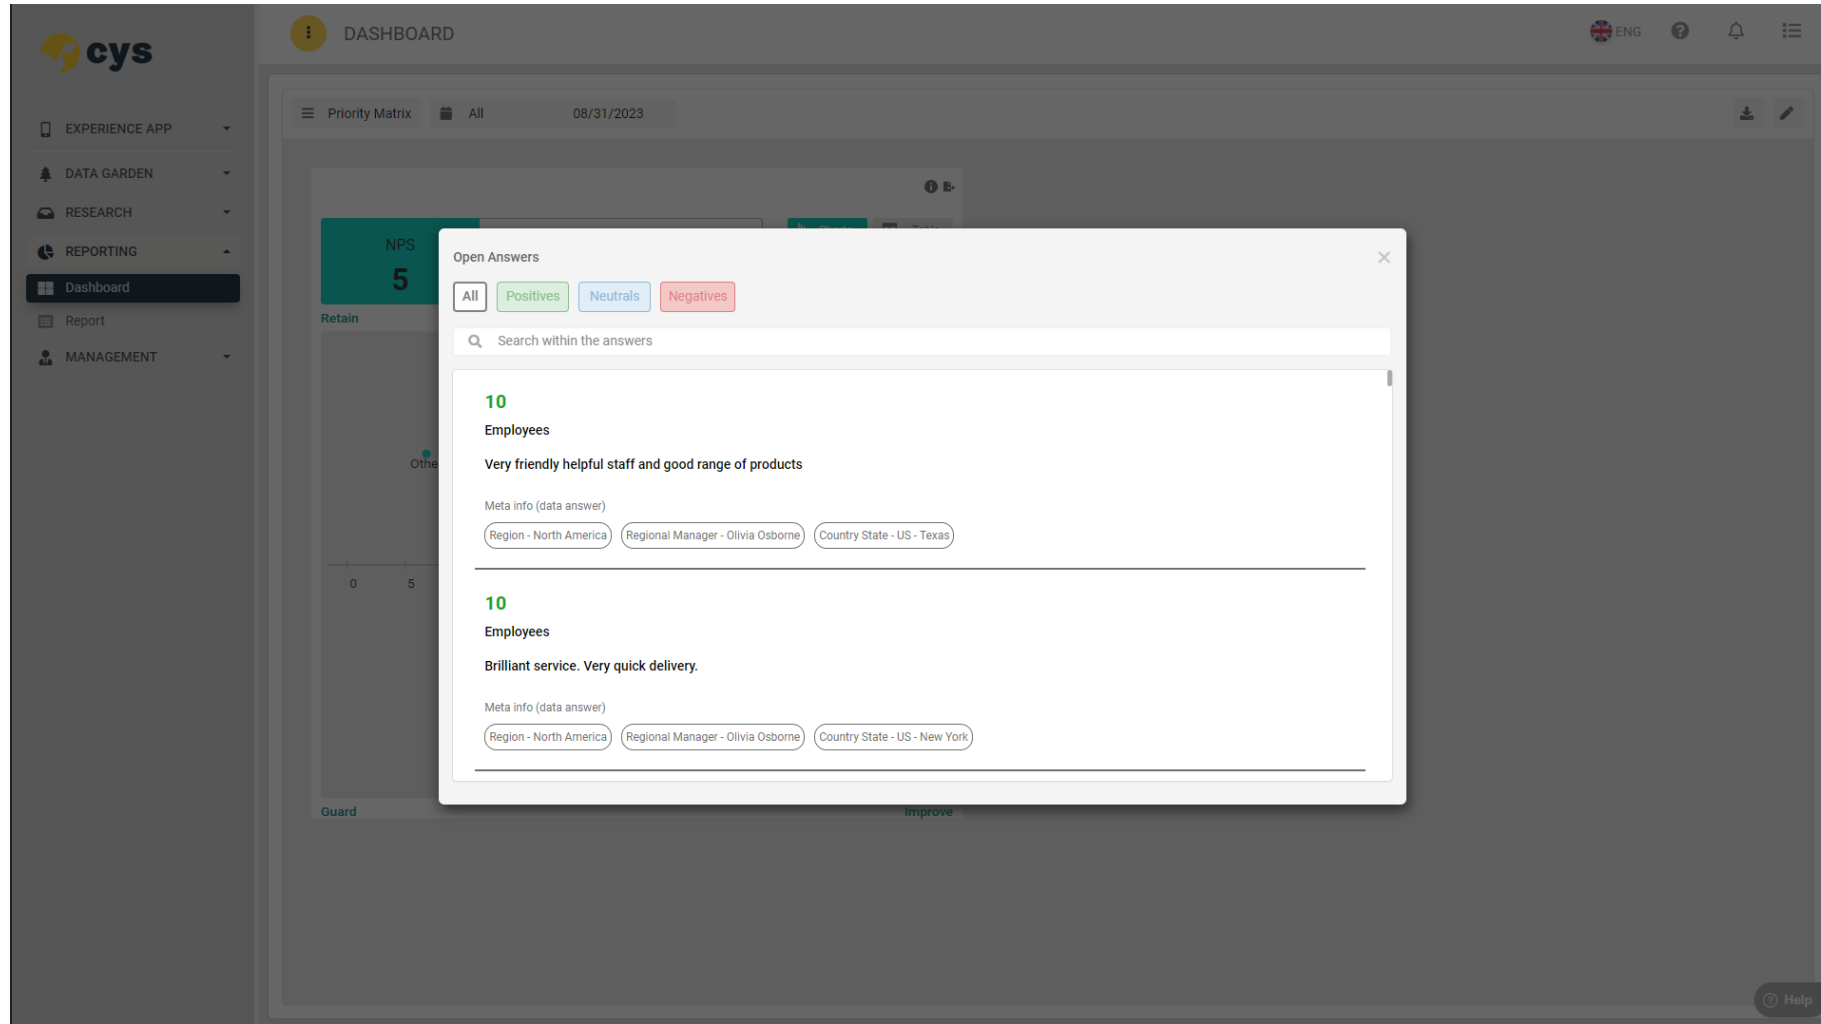 cys
DASHBOARD
ENG
EXPERIENCE APP
DATA GARDEN
RESEARCH
REPORTING
Dashboard
Report
MANAGEMENT
Priority Matrix
All
08/31/2023
NPS
5
Retain
Othe
0 5
Guard
Improve
Open Answers
All
Positives
Neutrals
Negatives
Search within the answers
10
Employees
Very friendly helpful staff and good range of products
Meta info (data answer)
Region - North America
Regional Manager - Olivia Osborne
Country State - US - Texas
10
Employees
Brilliant service. Very quick delivery.
Meta info (data answer)
Region - North America
Regional Manager - Olivia Osborne
Country State - US - New York
Help